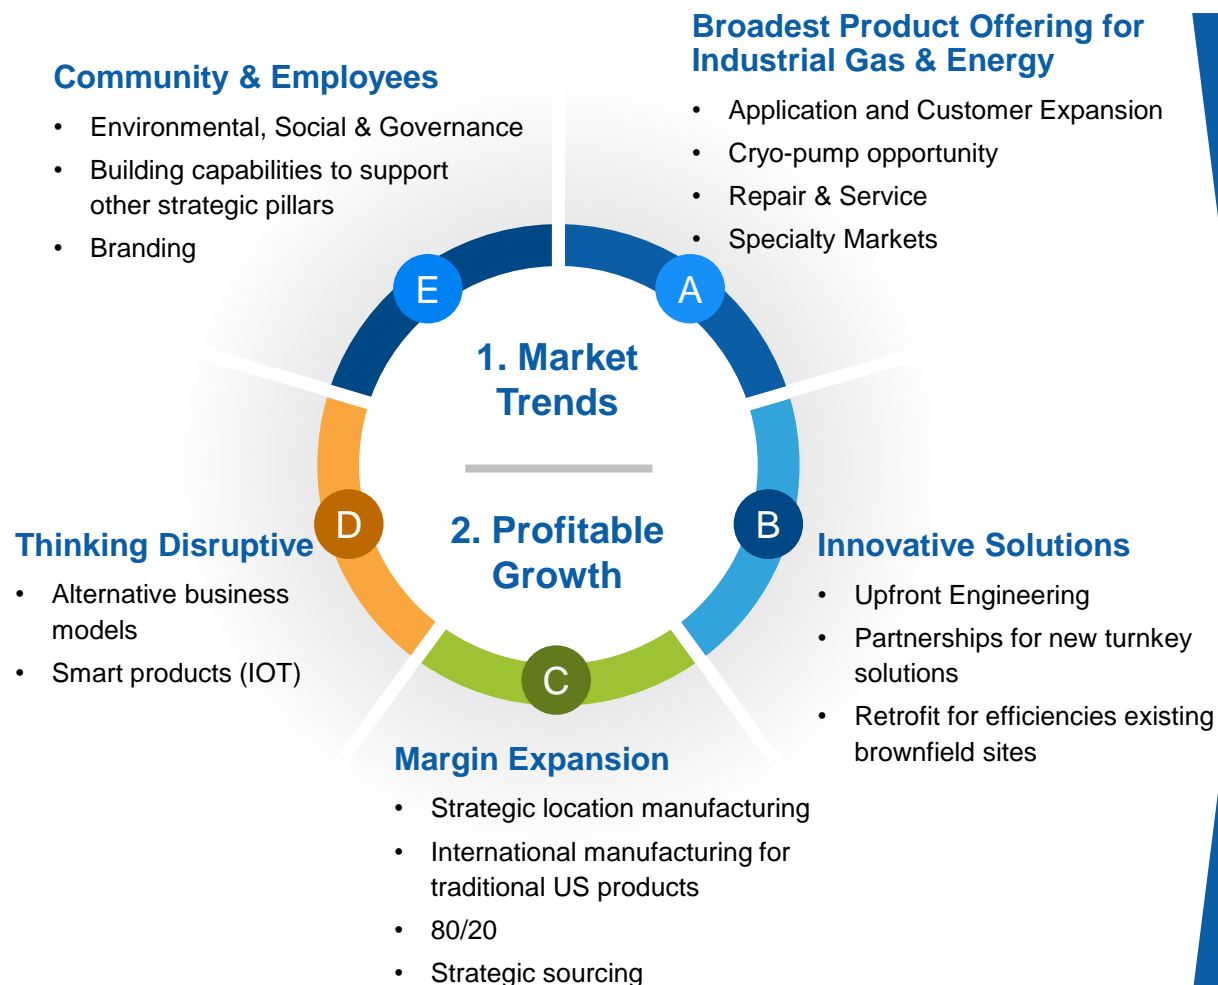 Broadest Product Offering for
Industrial Gas & Energy
• Application and Customer Expansion
• Cryo-pump opportunity
• Repair & Service
• Specialty Markets
Community & Employees
• Environmental, Social & Governance
• Building capabilities to support
other strategic pillars
• Branding
E
A
1. Market
Trends
2. Profitable
Growth
D
B
C
Thinking Disruptive
• Alternative business
models
• Smart products (IOT)
Innovative Solutions
• Upfront Engineering
• Partnerships for new turnkey
solutions
• Retrofit for efficiencies existing
brownfield sites
Margin Expansion
• Strategic location manufacturing
• International manufacturing for
traditional US products
• 80/20
• Strategic sourcing